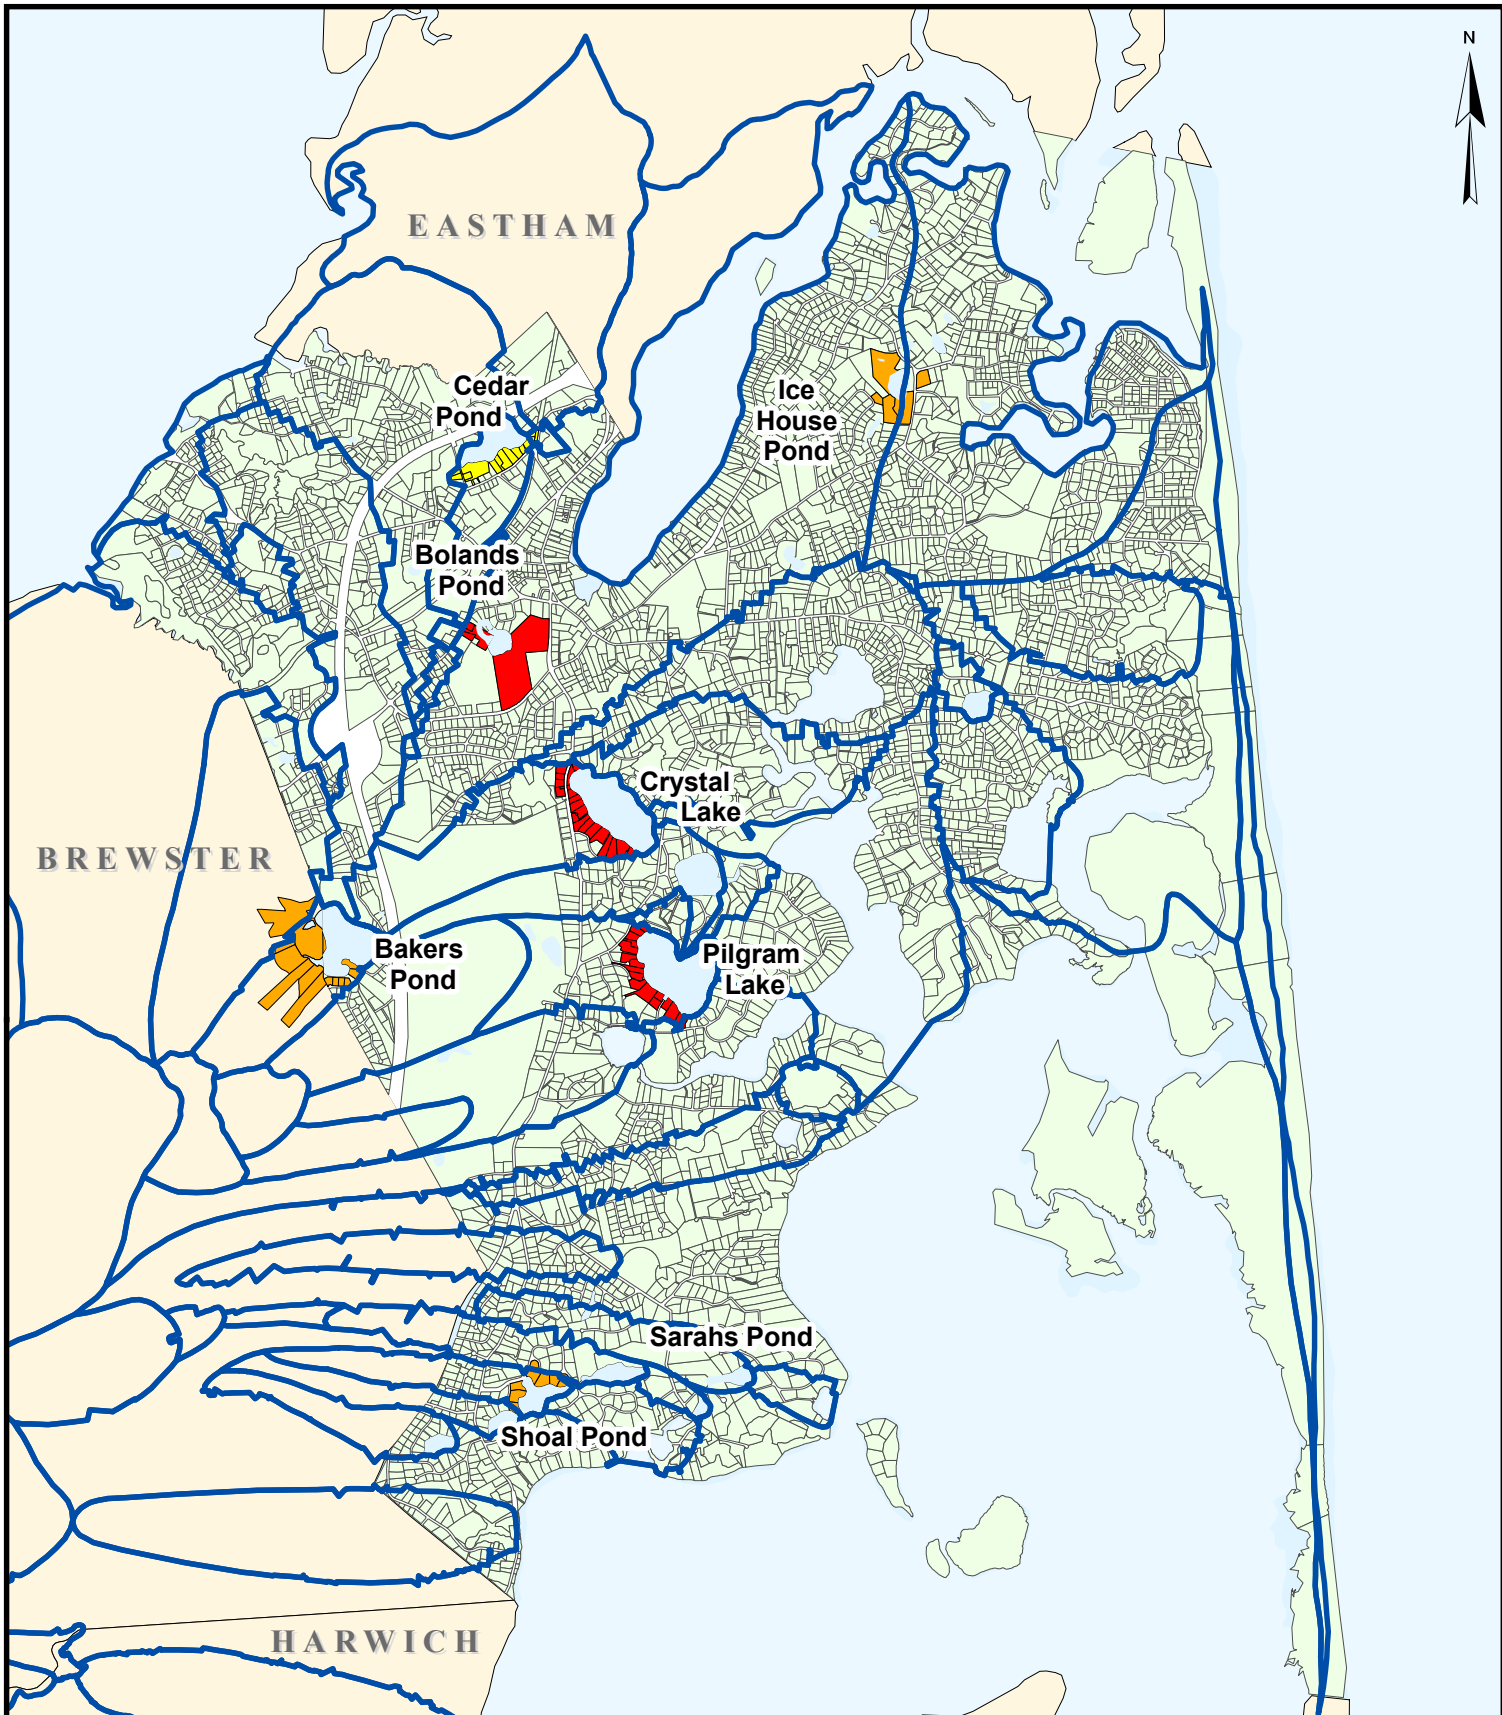 N
EASTHAM
Cedar
Pond
Ice
House
Pond
Bolands
Pond
Crystal
Lake
BREWSTER
Bakers
Pond
Pilgram
Lake
Sarahs Pond
Shoal Pond
HARWICH